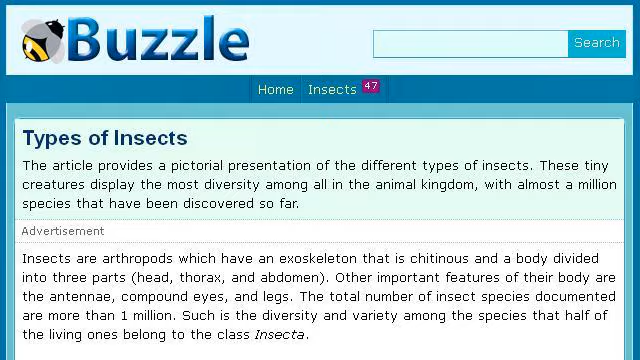 Buzzle
Search
Home Insects 47
Types of Insects
The article provides a pictorial presentation of the different types of insects. These tiny
creatures display the most diversity among all in the animal kingdom, with almost a million
species that have been discovered so far.
Advertisement
Insects are arthropods which have an exoskeleton that is chitinous and a body divided
into three parts (head, thorax, and abdomen). Other important features of their body are
the antennae, compound eyes, and legs. The total number of insect species documented
are more than 1 million. Such is the diversity and variety among the species that half of
the living ones belong to the class Insecta.